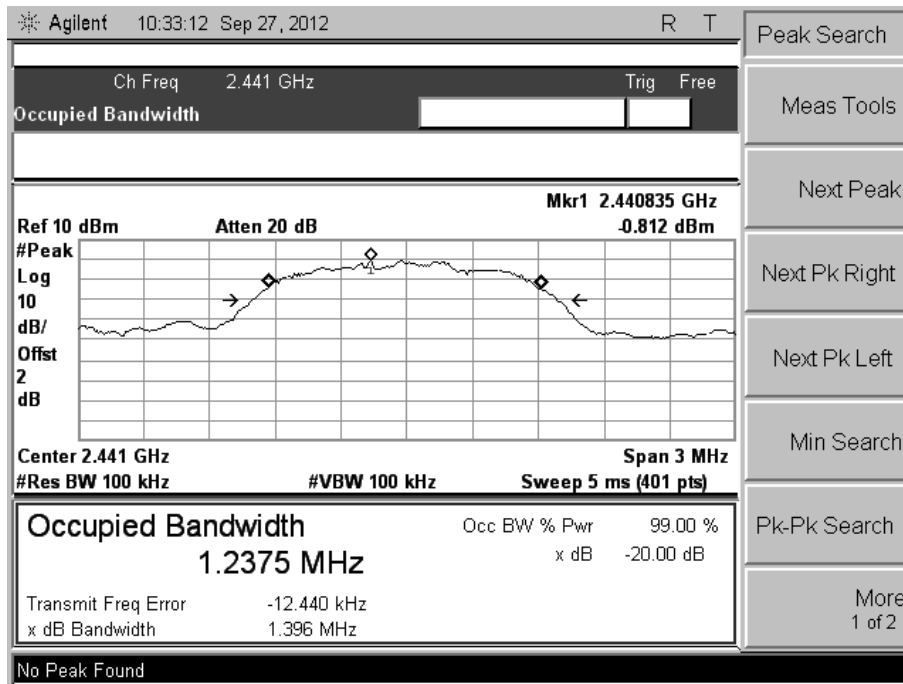 Agilent 10:33:12 Sep 27, 2012 R T
Peak Search
Ch Freq 2.441 GHz Trig Free
Occupied Bandwidth
Meas Tools
Next Peak
Next Pk Right
Next Pk Left
Min Search
Pk-Pk Search
More
1 of 2
Mkr1 2.440835 GHz
Ref 10 dBm Atten 20 dB -0.812 dBm
#Peak
Log
10
dB/
Offst
2
dB
1
Center 2.441 GHz Span 3 MHz
#Res BW 100 kHz #VBW 100 kHz Sweep 5 ms (401 pts)
Occupied Bandwidth Occ BW % Pwr 99.00 %
1.2375 MHz x dB -20.00 dB
Transmit Freq Error -12.440 kHz
x dB Bandwidth 1.396 MHz
No Peak Found